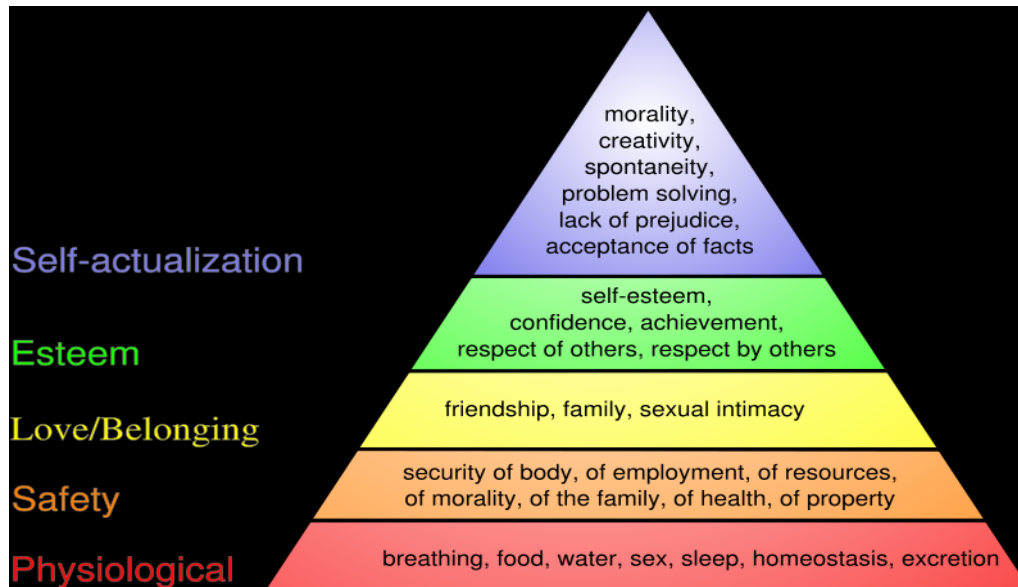 morality,
creativity,
spontaneity,
problem solving,
lack of prejudice,
acceptance of facts
Self-actualization
self-esteem,
confidence, achievement,
respect of others, respect by others
Esteem
friendship, family, sexual intimacy
Love/Belonging
security of body, of employment, of resources,
of morality, of the family, of health, of property
Safety
breathing, food, water, sex, sleep, homeostasis, excretion
Physiological